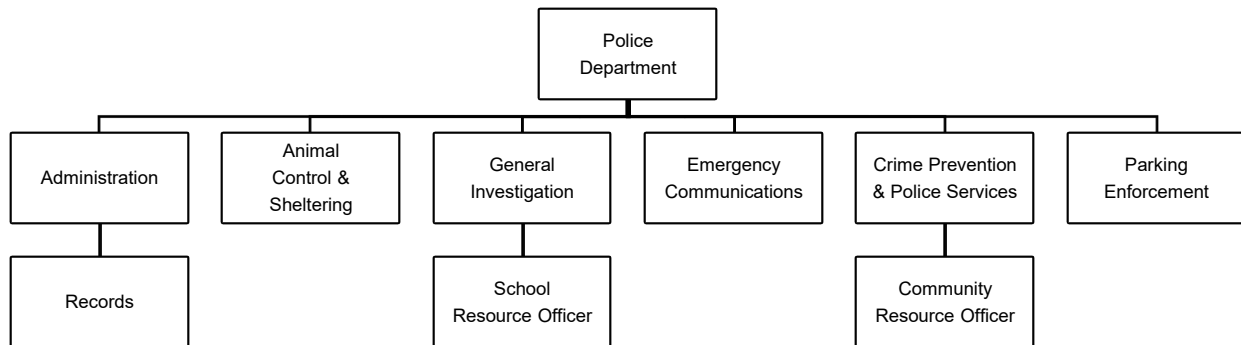 Police
Department
Administration
Animal
Control &
Sheltering
General
Investigation
Emergency
Communications
Crime Prevention
& Police Services
Parking
Enforcement
Records
School
Resource Officer
Community
Resource Officer